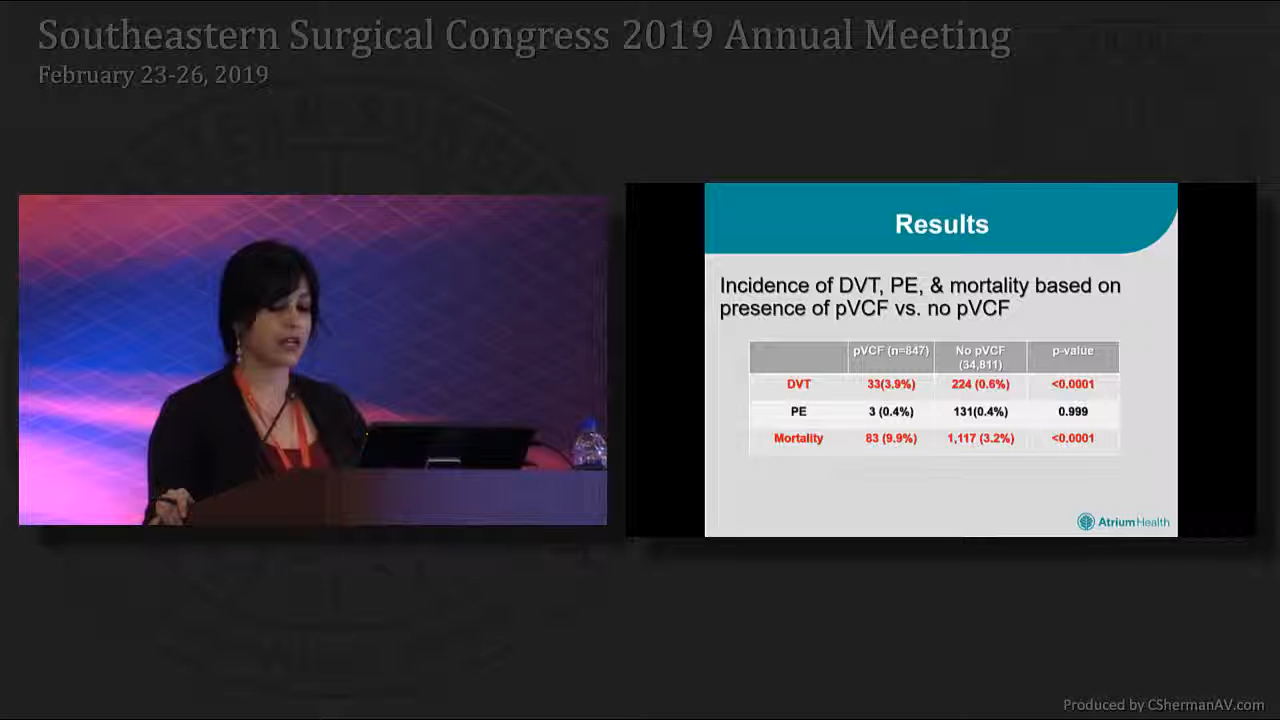 Southeastern Surgical Congress 2019 Annual Meeting
February 23-26, 2019
Results
Incidence of DVT, PE, & mortality based on
presence of pVCF vs. no pVCF
pVCF (n=847) No pVCF (34,811) p-value
DVT 33(3.9%) 224 (0.6%) <0.0001
PE 3 (0.4%) 131(0.4%) 0.999
Mortality 83 (9.9%) 1,117 (3.2%) <0.0001
AtriumHealth
Produced by CShermanAV.com